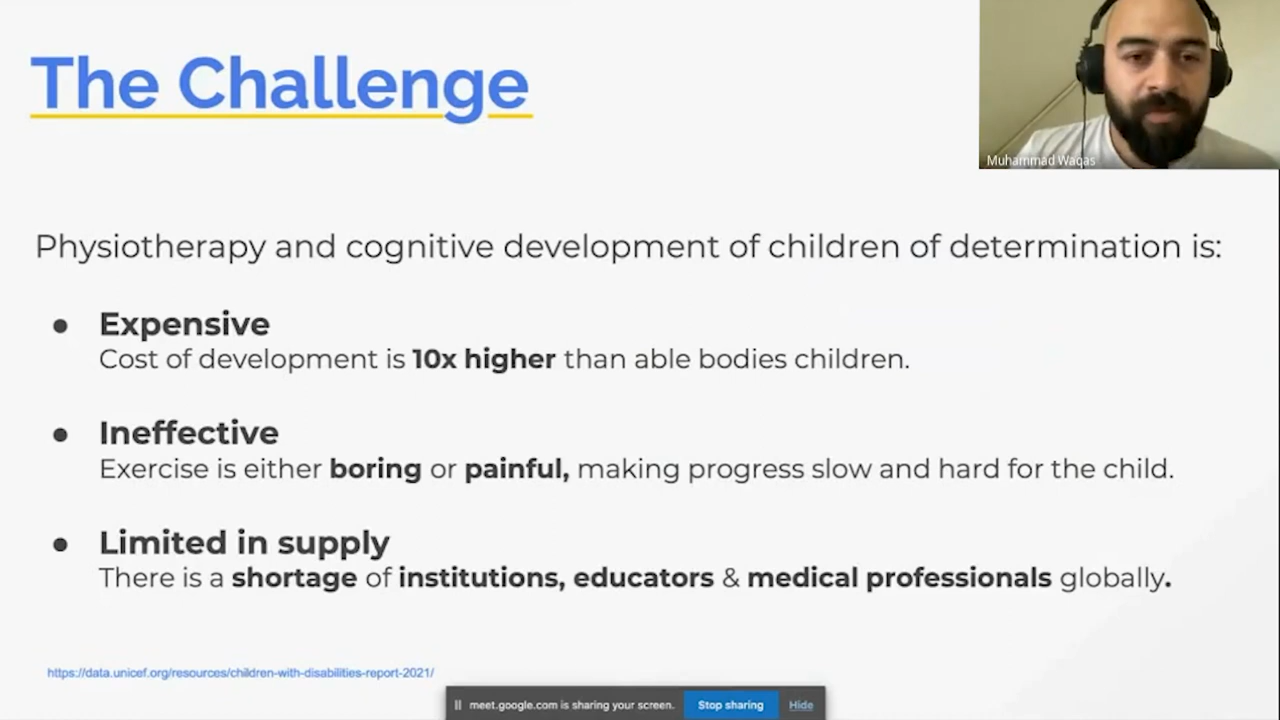 The Challenge
Muhammad Waqas
Physiotherapy and cognitive development of children of determination is:
● Expensive
Cost of development is 10x higher than able bodies children.
● Ineffective
Exercise is either boring or painful, making progress slow and hard for the child.
● Limited in supply
There is a shortage of institutions, educators & medical professionals globally.
https://data.unicef.org/resources/children-with-disabilities-report-2021/
meet.google.com is sharing your screen. Stop sharing Hide